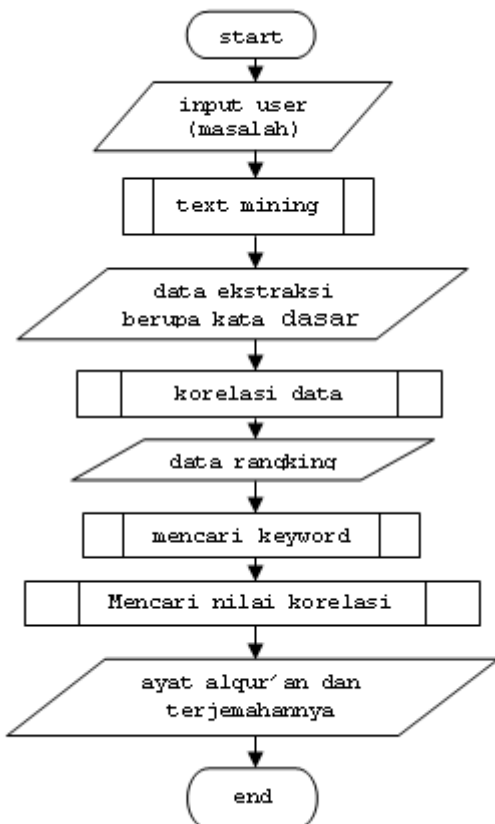 start
input user
(masalah)
text mining
data ekstraksi
berupa kata dasar
korelasi data
data rangking
mencari keyword
Mencari nilai korelasi
ayat alqur´an dan
terjemahannya
end